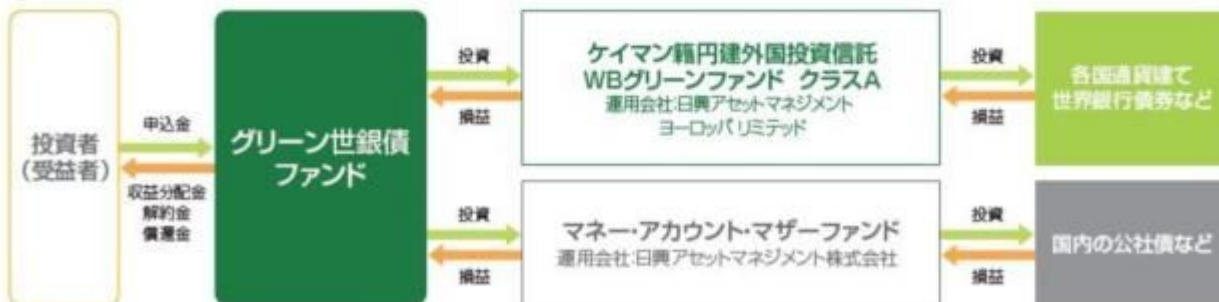 投資者
(受益者)
申込金
収益分配金
解約金
償還金
グリーン世銀債
ファンド
投資
損益
ケイマン籍円建外国投資信託
WBグリーンファンド クラスA
運用会社:日興アセットマネジメント
ヨーロッパ リミテッド
投資
損益
各国通貨建て
世界銀行債券など
投資
損益
マネー・アカウント・マザーファンド
運用会社:日興アセットマネジメント株式会社
投資
損益
国内の公社債など